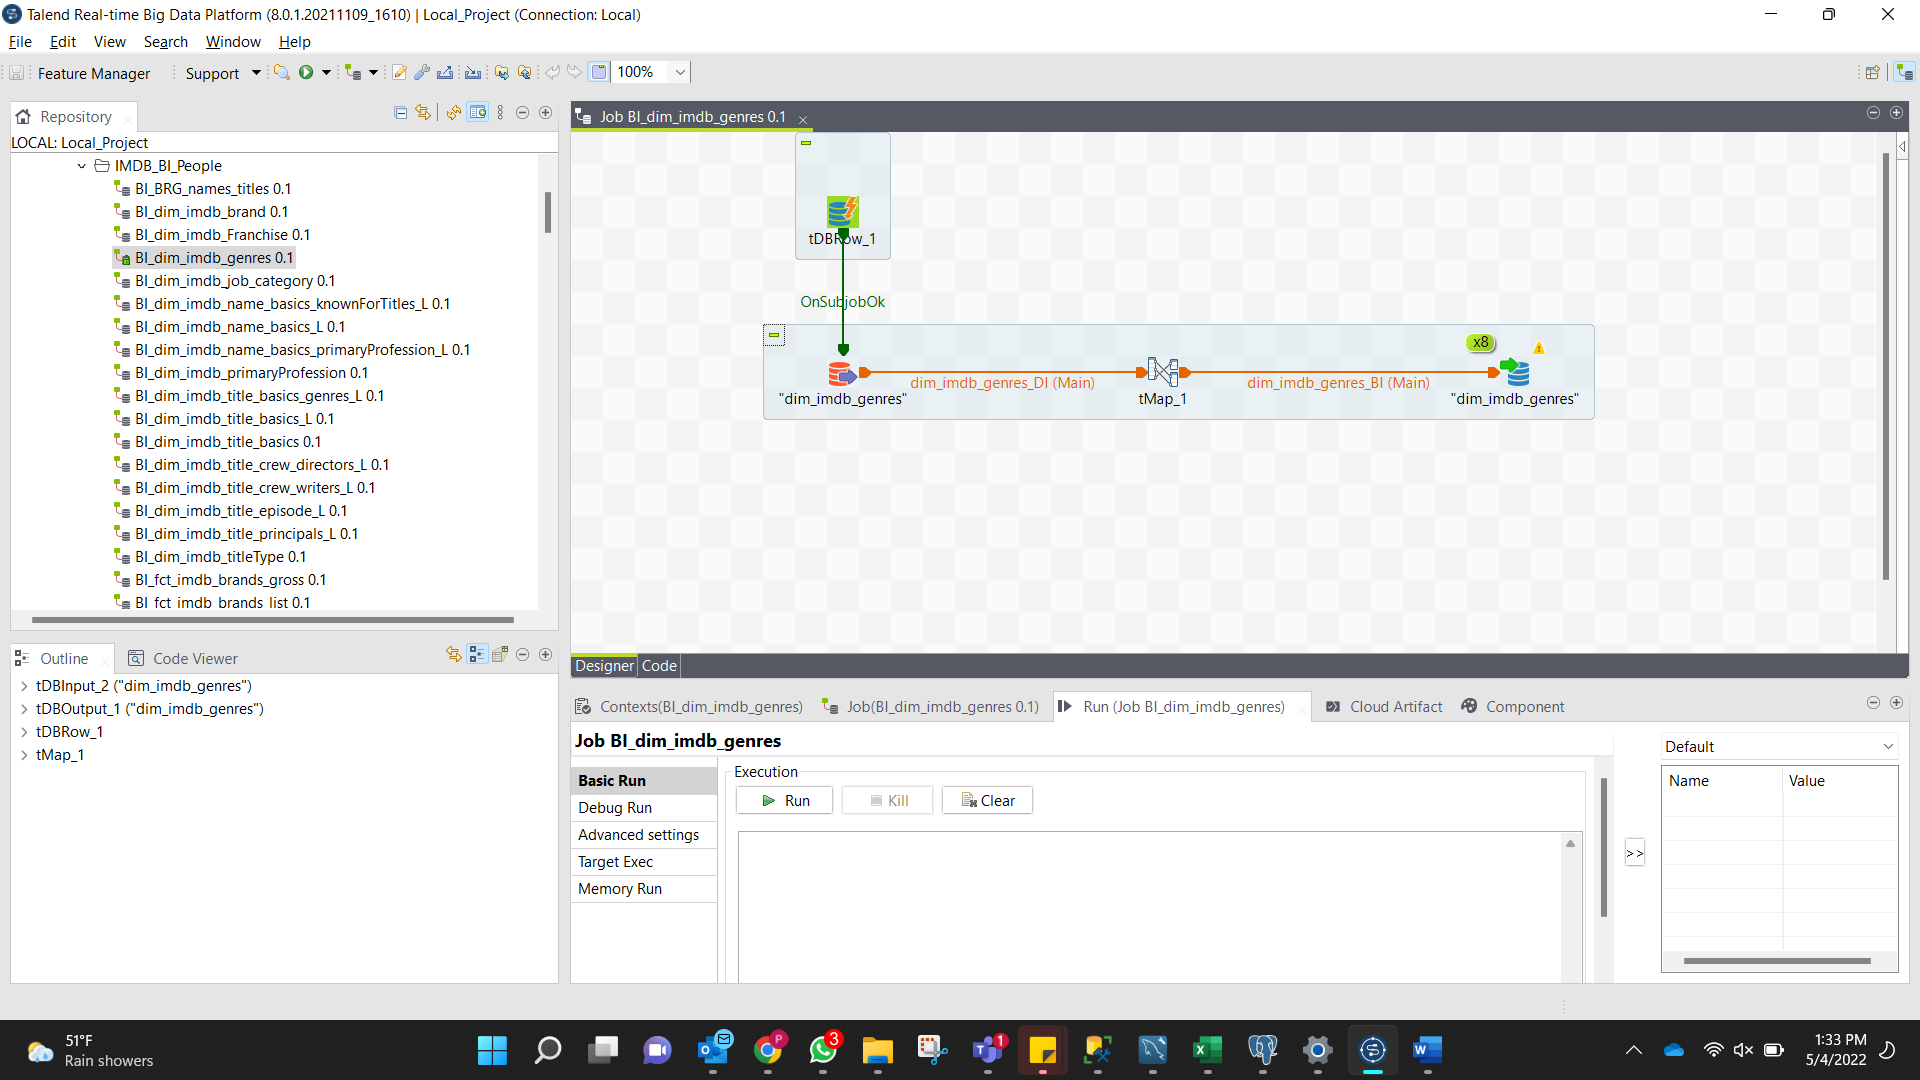 Talend Real-time Big Data Platform (8.0.1.20211109_1610) | Local_Project (Connection: Local)
File Edit View Search Window Help
Feature Manager Support 100%
Repository
LOCAL: Local_Project
IMDB_BI_People
BI_BRG_names_titles 0.1
BI_dim_imdb_brand 0.1
BI_dim_imdb_Franchise 0.1
BI_dim_imdb_genres 0.1
BI_dim_imdb_job_category 0.1
BI_dim_imdb_name_basics_knownForTitles_L 0.1
BI_dim_imdb_name_basics_L 0.1
BI_dim_imdb_name_basics_primaryProfession_L 0.1
BI_dim_imdb_primaryProfession 0.1
BI_dim_imdb_title_basics_genres_L 0.1
BI_dim_imdb_title_basics_L 0.1
BI_dim_imdb_title_basics 0.1
BI_dim_imdb_title_crew_directors_L 0.1
BI_dim_imdb_title_crew_writers_L 0.1
BI_dim_imdb_title_episode_L 0.1
BI_dim_imdb_title_principals_L 0.1
BI_dim_imdb_titleType 0.1
BI_fct_imdb_brands_gross 0.1
BI_fct_imdb_brands_list 0.1
Job BI_dim_imdb_genres 0.1
tDBRow_1
OnSubjobOk
x8
dim_imdb_genres_DI (Main)
dim_imdb_genres_BI (Main)
"dim_imdb_genres"
tMap_1
"dim_imdb_genres"
Designer Code
Outline Code Viewer
tDBInput_2 ("dim_imdb_genres")
tDBOutput_1 ("dim_imdb_genres")
tDBRow_1
tMap_1
Contexts(BI_dim_imdb_genres) Job(BI_dim_imdb_genres 0.1) Run (Job BI_dim_imdb_genres) Cloud Artifact Component
Job BI_dim_imdb_genres
Basic Run
Debug Run
Advanced settings
Target Exec
Memory Run
Execution
Run Kill Clear
>>
Default
Name Value
51°F
Rain showers
P
3
1
1:33 PM
5/4/2022